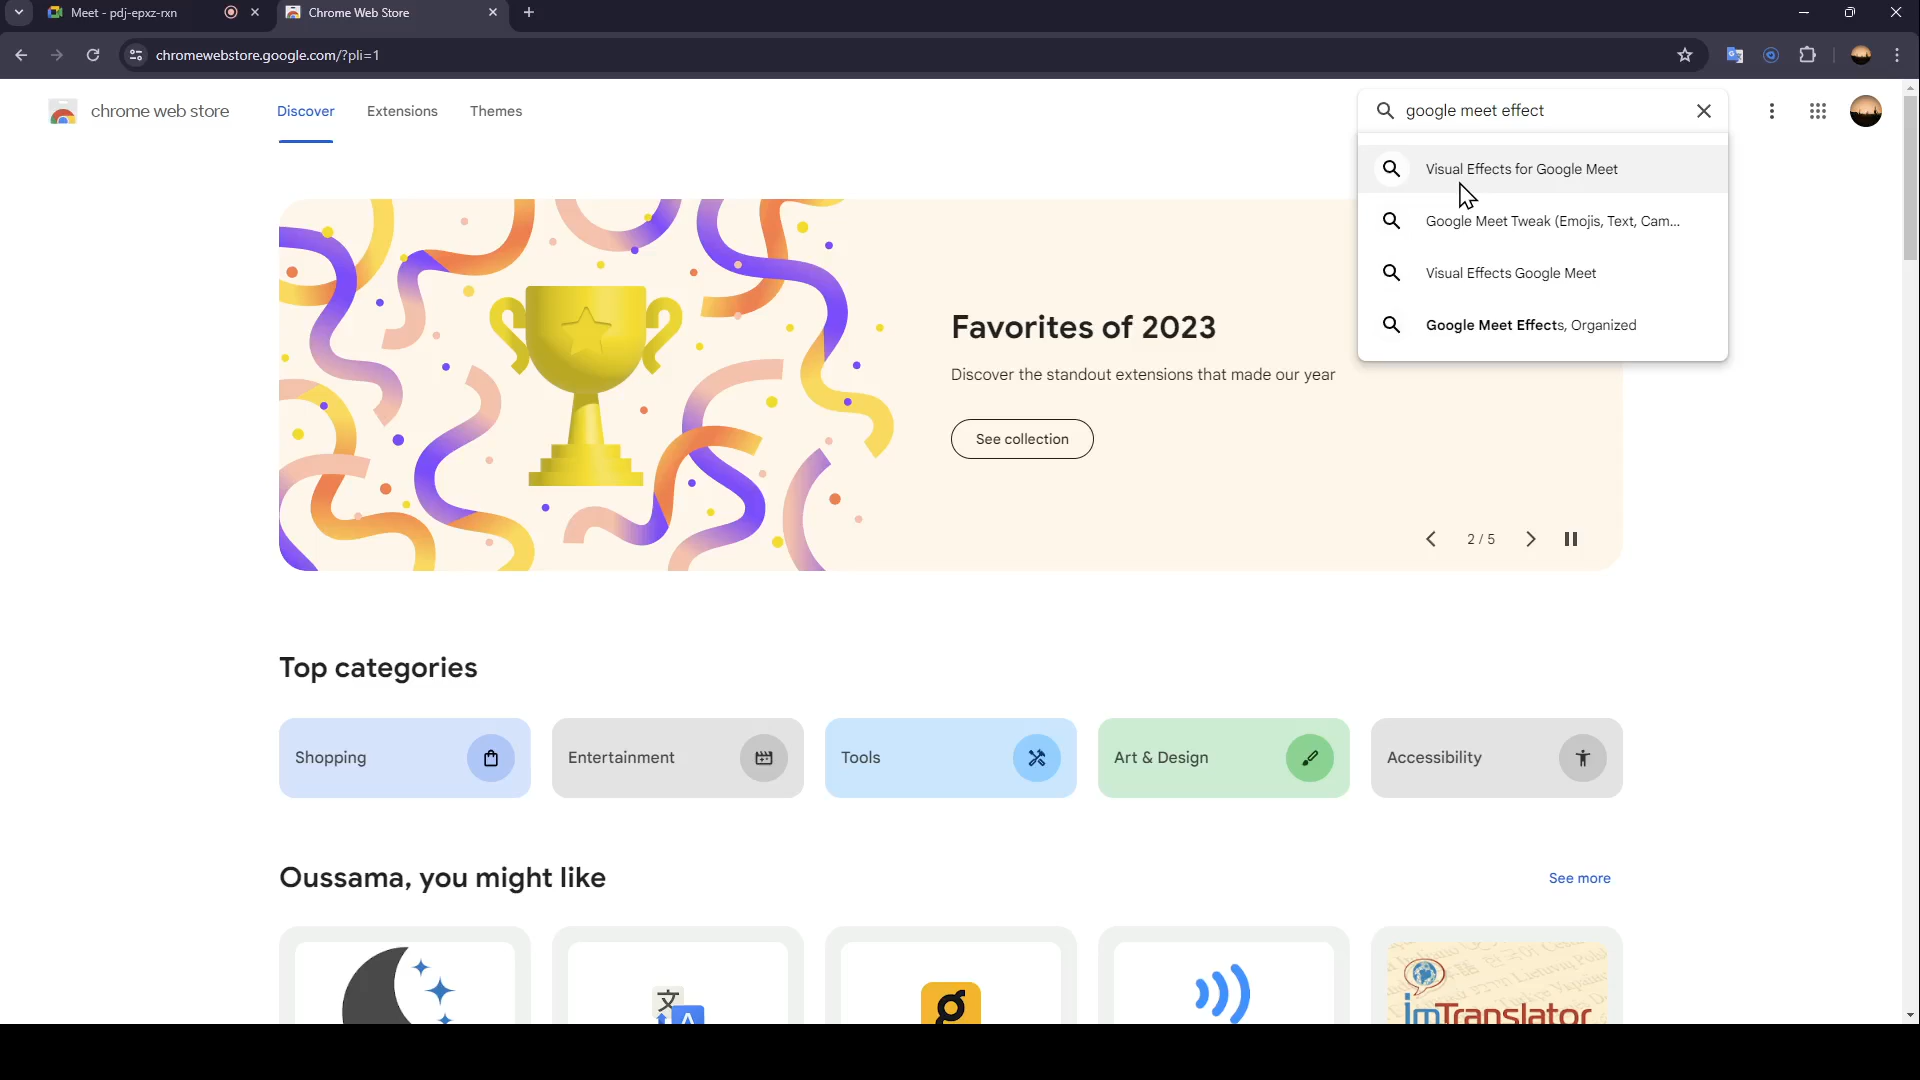 Meet - pdj-epxz-rxn
Chrome Web Store
chromewebstore.google.com/?pli=1
chrome web store
Discover
Extensions
Themes
google meet effect
Visual Effects for Google Meet
Google Meet Tweak (Emojis, Text, Cam...
Visual Effects Google Meet
Google Meet Effects, Organized
Favorites of 2023
Discover the standout extensions that made our year
See collection
2 / 5
Top categories
Shopping
Entertainment
Tools
Art & Design
Accessibility
Oussama, you might like
See more
文
A
g
imTranslator